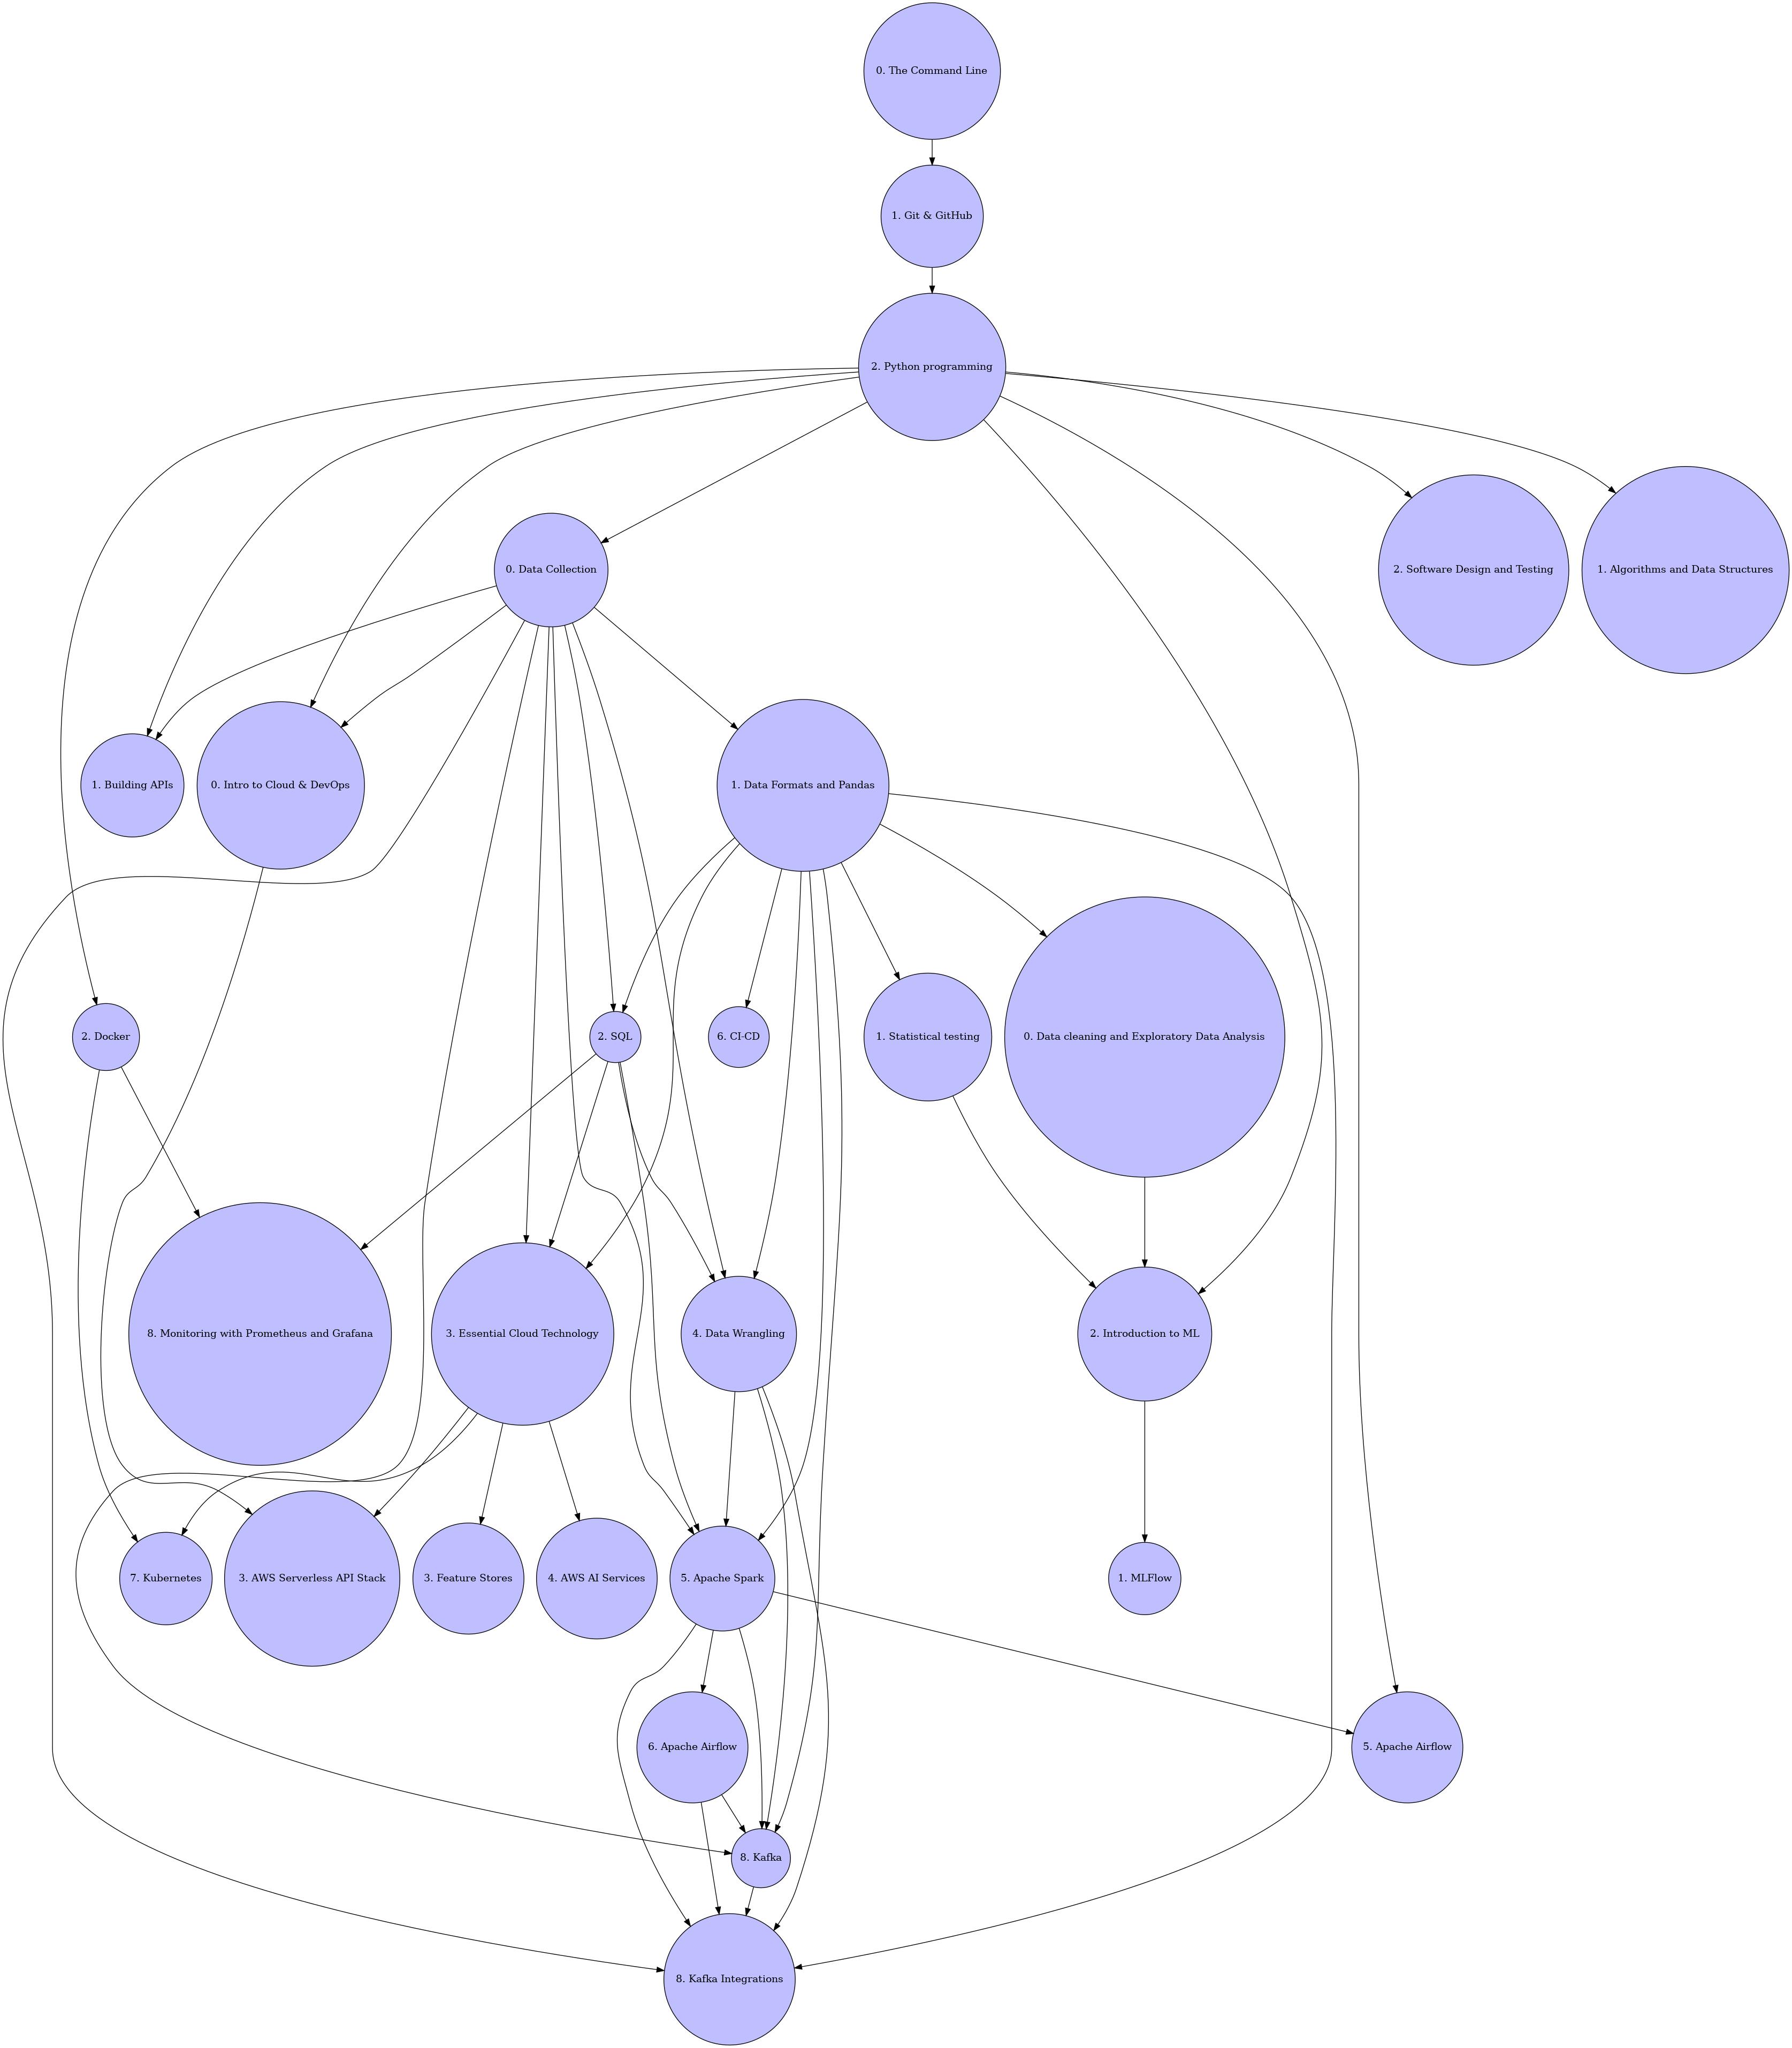 0. The Command Line
1. Git & GitHub
2. Python programming
0. Data Collection
2. Software Design and Testing
1. Algorithms and Data Structures
1. Building APIs
0. Intro to Cloud & DevOps
1. Data Formats and Pandas
2. Docker
2. SQL
6. CI-CD
1. Statistical testing
0. Data cleaning and Exploratory Data Analysis
8. Monitoring with Prometheus and Grafana
3. Essential Cloud Technology
4. Data Wrangling
2. Introduction to ML
7. Kubernetes
3. AWS Serverless API Stack
3. Feature Stores
4. AWS AI Services
5. Apache Spark
1. MLFlow
6. Apache Airflow
5. Apache Airflow
8. Kafka
8. Kafka Integrations